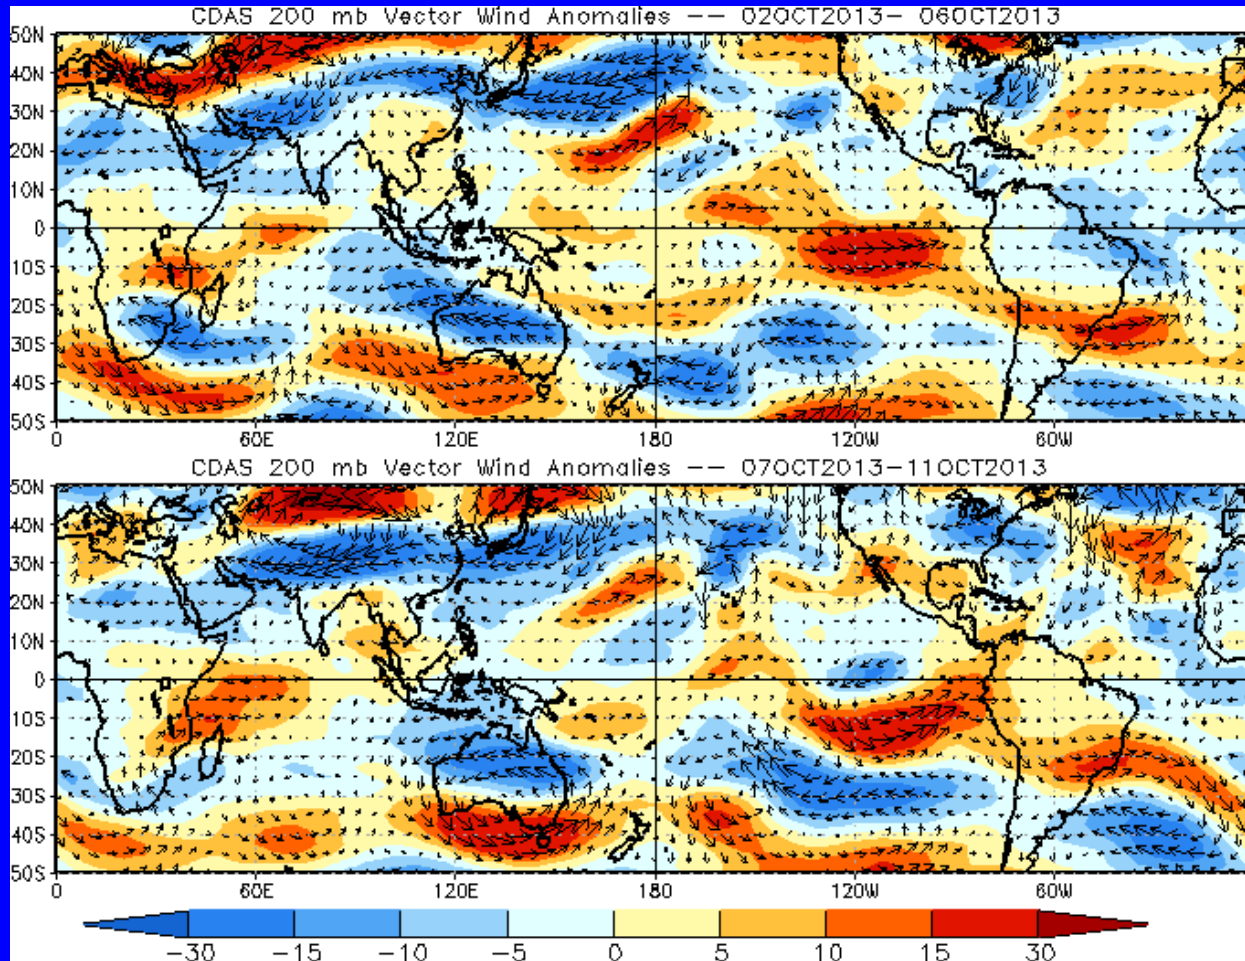 CDAS 200 mb Vector Wind Anomalies -- 02OCT2013- 06OCT2013
50N
40N
30N
20N
10N
0
10S
20S
30S
40S
50S
0 60E 120E 180 120W 60W
CDAS 200 mb Vector Wind Anomalies -- 07OCT2013-11OCT2013
50N
40N
30N
20N
10N
0
10S
20S
30S
40S
50S
0 60E 120E 180 120W 60W
-30 -15 -10 -5 0 5 10 15 30